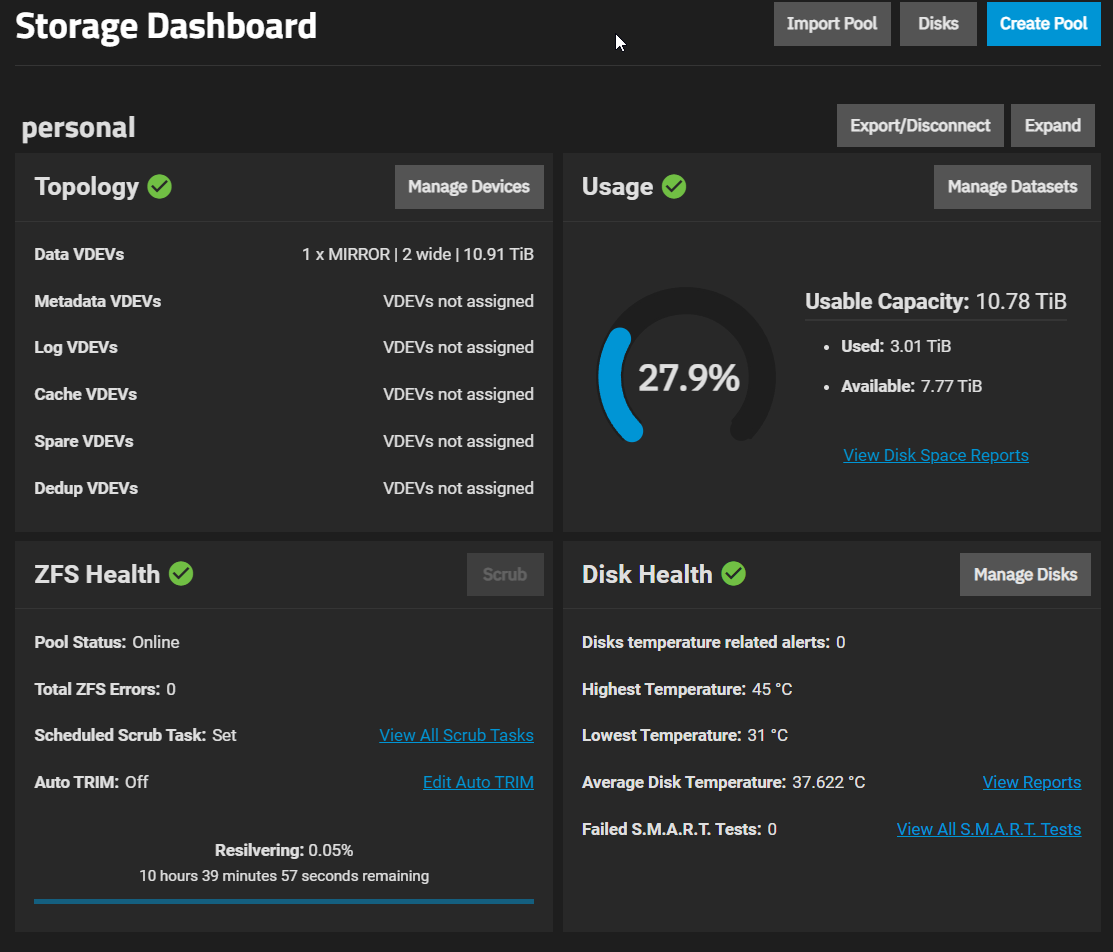 Storage Dashboard
Import Pool
Disks
Create Pool
personal
Export/Disconnect
Expand
Topology
Manage Devices
Data VDEVs 1 x MIRROR | 2 wide | 10.91 TiB
Metadata VDEVs VDEVs not assigned
Log VDEVs VDEVs not assigned
Cache VDEVs VDEVs not assigned
Spare VDEVs VDEVs not assigned
Dedup VDEVs VDEVs not assigned
Usage
Manage Datasets
27.9%
Usable Capacity: 10.78 TiB
• Used: 3.01 TiB
• Available: 7.77 TiB
View Disk Space Reports
ZFS Health
Scrub
Pool Status: Online
Total ZFS Errors: 0
Scheduled Scrub Task: Set View All Scrub Tasks
Auto TRIM: Off Edit Auto TRIM
Resilvering: 0.05%
10 hours 39 minutes 57 seconds remaining
Disk Health
Manage Disks
Disks temperature related alerts: 0
Highest Temperature: 45 °C
Lowest Temperature: 31 °C
Average Disk Temperature: 37.622 °C View Reports
Failed S.M.A.R.T. Tests: 0 View All S.M.A.R.T. Tests